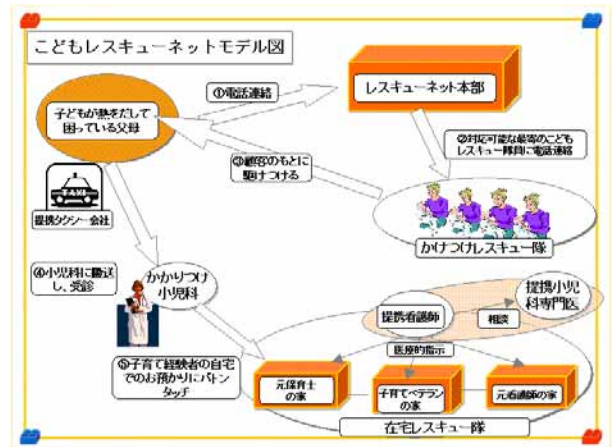 こどもレスキューネットモデル図
①電話連絡
レスキューネット本部
子どもが熱をだして
困っている父母
②対応可能な最寄のこども
レスキュー隊員に電話連絡
③顧客のもとに
駆けつける
TAXI
提携タクシー会社
かけつけレスキュー隊
④小児科に搬送
し、受診
かかりつけ
小児科
提携小児
科専門医
提携看護師
相談
医療的指示
⑤子育て経験者の自宅
でのお預かりにバトン
タッチ
元保育士
の家
子育てベテラン
の家
元看護師の家
在宅レスキュー隊